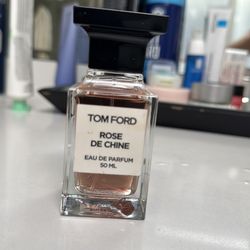 TOM FORD
ROSE
DE CHINE
EAU DE PARFUM
50 ML